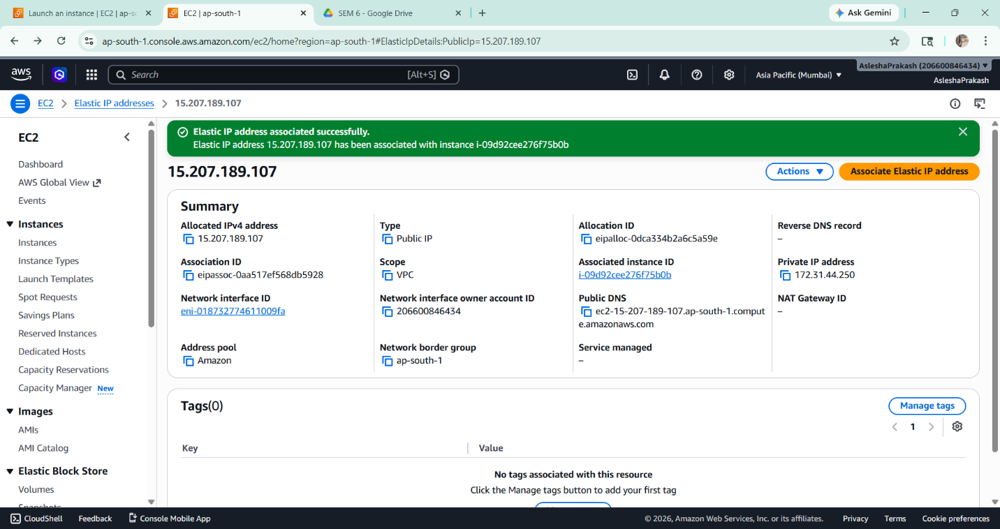 Launch an instance | EC2 | ap-sc
EC2 | ap-south-1
SEM 6 - Google Drive
Ask Gemini
ap-south-1.console.aws.amazon.com/ec2/home?region=ap-south-1#ElasticIpDetails:PublicIp=15.207.189.107
aws
Search
[Alt+S]
Asia Pacific (Mumbai)
AsleshaPrakash (206600846434)
AsleshaPrakash
EC2
Elastic IP addresses
15.207.189.107
EC2
Dashboard
AWS Global View
Events
Instances
Instances
Instance Types
Launch Templates
Spot Requests
Savings Plans
Reserved Instances
Dedicated Hosts
Capacity Reservations
Capacity Manager New
Images
AMIs
AMI Catalog
Elastic Block Store
Volumes
Snapshots
Elastic IP address associated successfully.
Elastic IP address 15.207.189.107 has been associated with instance i-09d92cee276f75b0b
15.207.189.107
Actions
Associate Elastic IP address
Summary
Allocated IPv4 address
15.207.189.107
Type
Public IP
Allocation ID
eipalloc-0dca334b2a6c5a59e
Reverse DNS record
–
Association ID
eipassoc-0aa517ef568db5928
Scope
VPC
Associated instance ID
i-09d92cee276f75b0b
Private IP address
172.31.44.250
Network interface ID
eni-018732774611009fa
Network interface owner account ID
206600846434
Public DNS
ec2-15-207-189-107.ap-south-1.comput
e.amazonaws.com
NAT Gateway ID
–
Address pool
Amazon
Network border group
ap-south-1
Service managed
–
Tags(0)
Manage tags
1
Key
Value
No tags associated with this resource
Click the Manage tags button to add your first tag
CloudShell
Feedback
Console Mobile App
© 2026, Amazon Web Services, Inc. or its affiliates.
Privacy
Terms
Cookie preferences